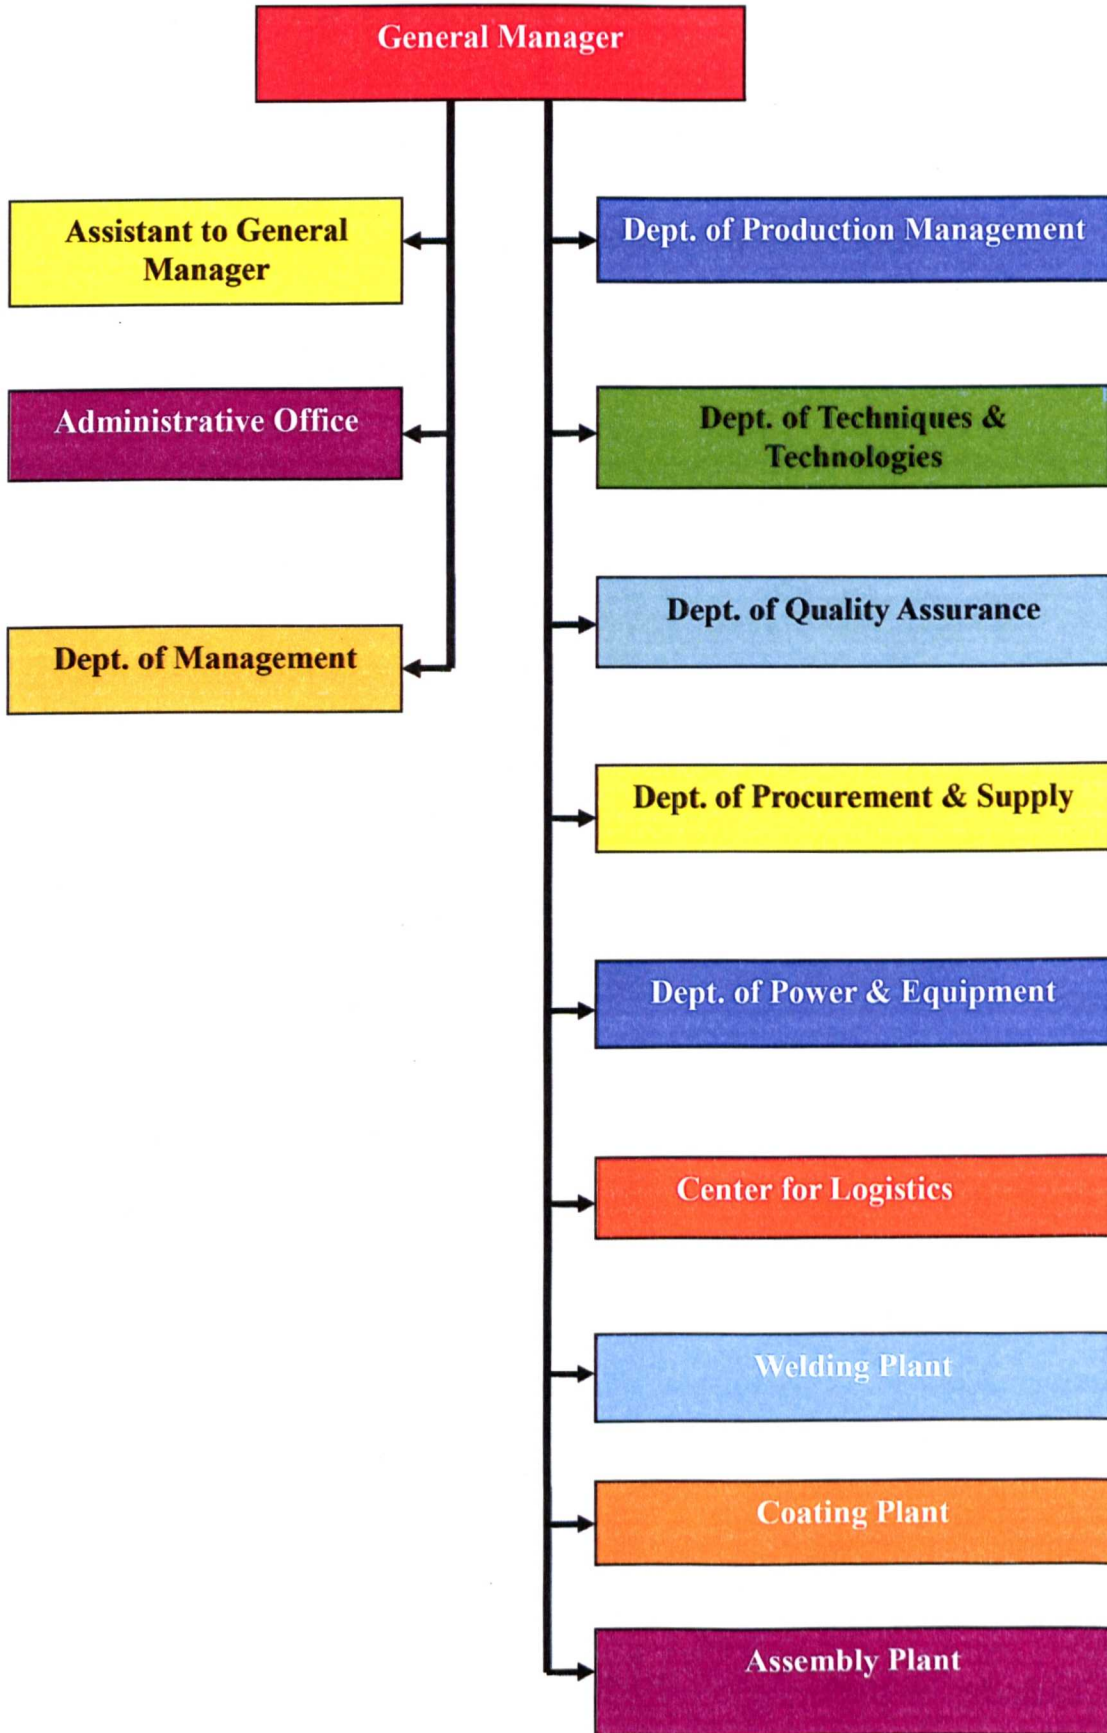 General Manager
Assistant to General
Manager
Administrative Office
Dept. of Management
Dept. of Production Management
Dept. of Techniques &
Technologies
Dept. of Quality Assurance
Dept. of Procurement & Supply
Dept. of Power & Equipment
Center for Logistics
Welding Plant
Coating Plant
Assembly Plant